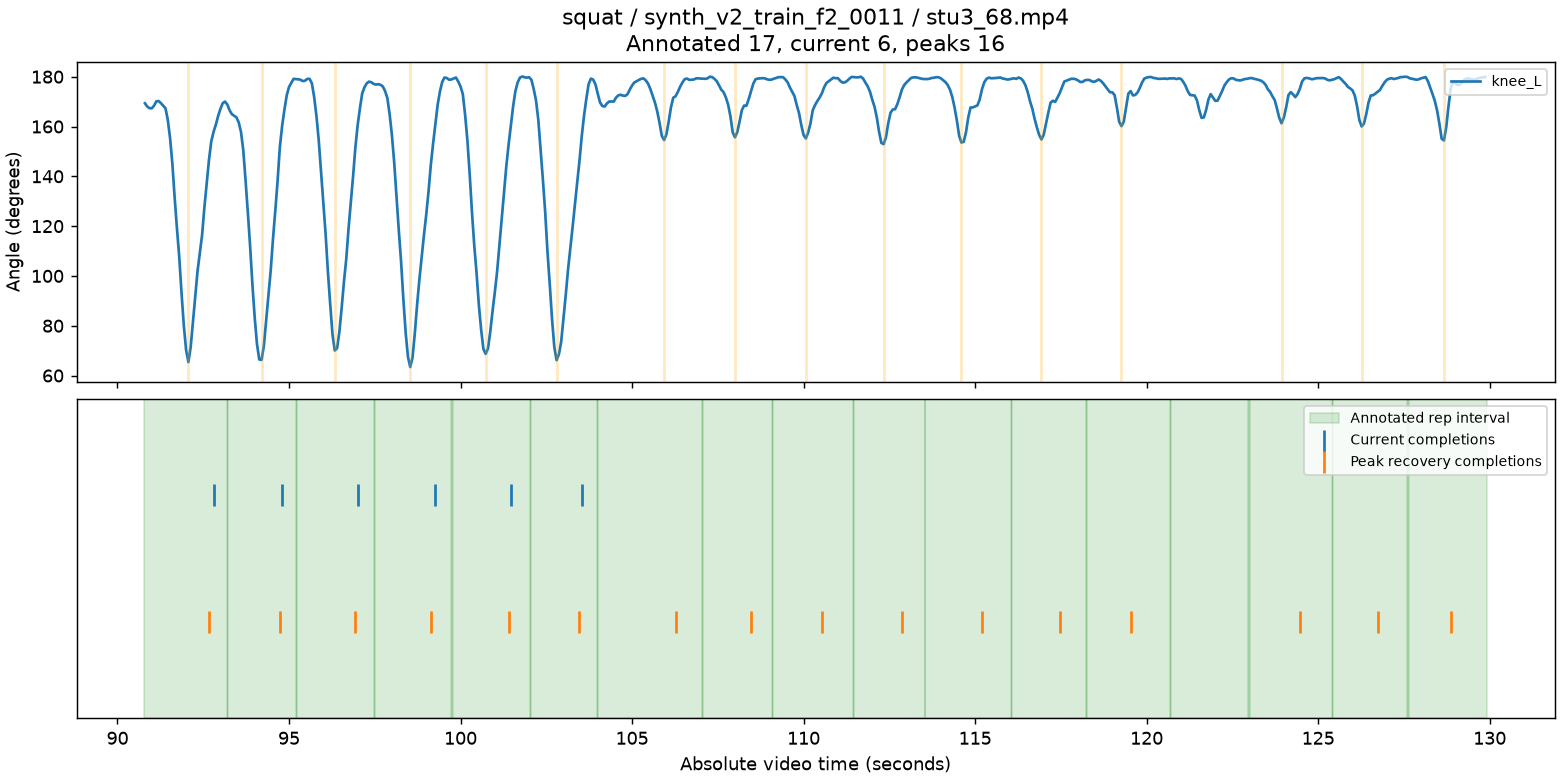 squat / synth_v2_train_f2_0011 / stu3_68.mp4
Annotated 17, current 6, peaks 16
Angle (degrees)
180
160
140
120
100
80
60
knee_L
Annotated rep interval
Current completions
Peak recovery completions
90
95
100
105
110
115
120
125
130
Absolute video time (seconds)